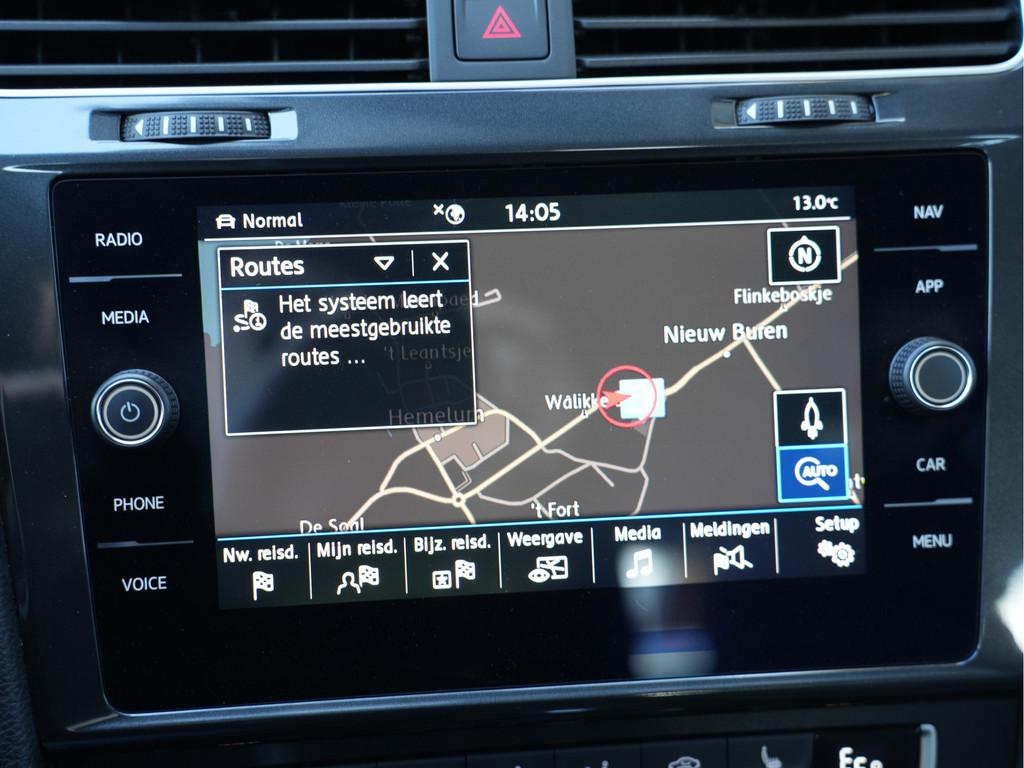 Normal
14:05
13.0°C
RADIO
MEDIA
PHONE
VOICE
NAV
APP
CAR
MENU
Routes
Het systeem leert
de meestgebruikte
routes ...
N
Flinkeboskje
Nieuw Buren
't Leantsje
Wâlikke
Hemelum
't Fort
AUTO
Nw. reisd.
Mijn reisd.
Bijz. reisd.
Weergave
Media
Meldingen
Setup